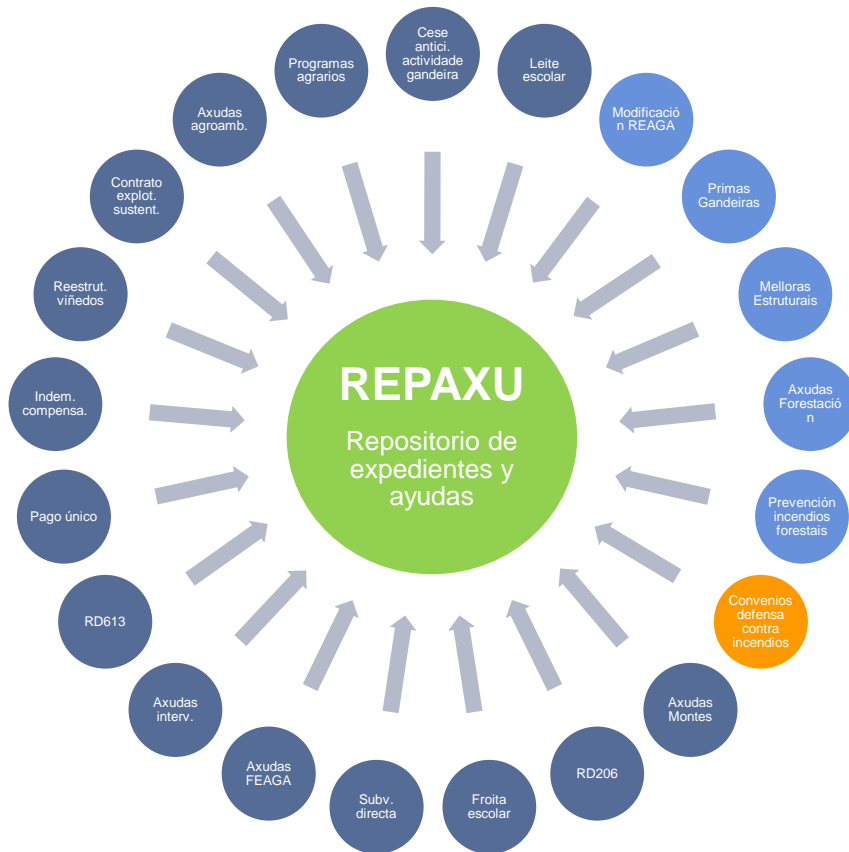 Cese
antici.
actividade
gandeira
Leite
escolar
Modificació
n REAGA
Primas
Gandeiras
Melloras
Estruturais
Axudas
Forestació
n
Prevención
incendios
forestais
Convenios
defensa
contra
incendios
Axudas
Montes
RD206
Froita
escolar
Subv.
directa
Axudas
FEAGA
Axudas
interv.
RD613
Pago único
Indem.
compensa.
Reestrut.
viñedos
Contrato
explot.
sustent.
Axudas
agroamb.
Programas
agrarios
REPAXU
Repositorio de
expedientes y
ayudas